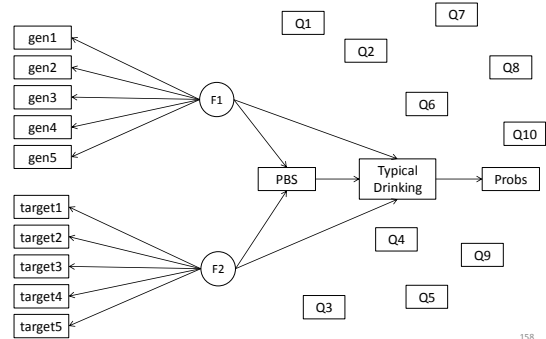 gen1
gen2
gen3
gen4
gen5
F1
target1
target2
target3
target4
target5
F2
PBS
Typical
Drinking
Probs
Q1
Q2
Q7
Q8
Q6
Q10
Q4
Q9
Q3
Q5
158